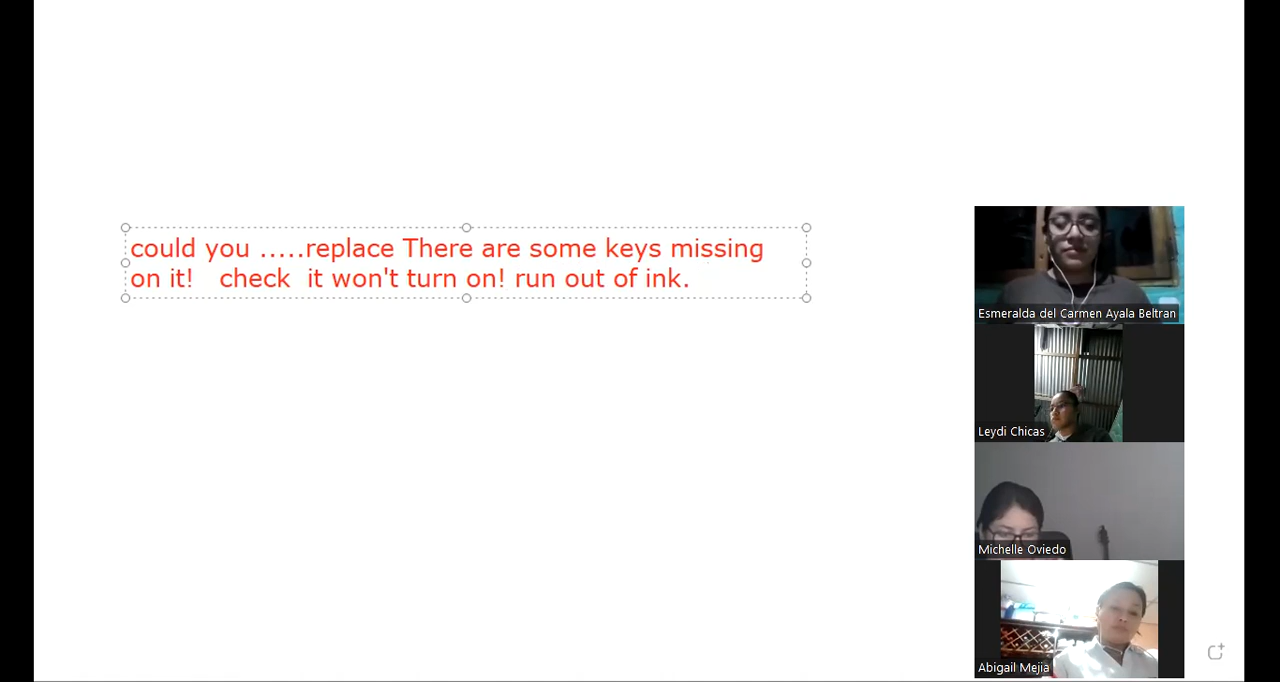 could you .....replace There are some keys missing
on it!   check  it won't turn on! run out of ink.
Esmeralda del Carmen Ayala Beltran
Leydi Chicas
Michelle Oviedo
Abigail Mejia